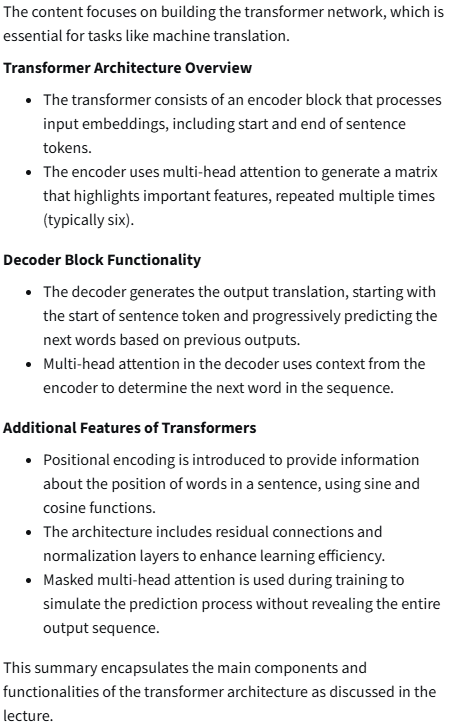 The content focuses on building the transformer network, which is
essential for tasks like machine translation.
Transformer Architecture Overview
• The transformer consists of an encoder block that processes
input embeddings, including start and end of sentence
tokens.
• The encoder uses multi-head attention to generate a matrix
that highlights important features, repeated multiple times
(typically six).
Decoder Block Functionality
• The decoder generates the output translation, starting with
the start of sentence token and progressively predicting the
next words based on previous outputs.
• Multi-head attention in the decoder uses context from the
encoder to determine the next word in the sequence.
Additional Features of Transformers
• Positional encoding is introduced to provide information
about the position of words in a sentence, using sine and
cosine functions.
• The architecture includes residual connections and
normalization layers to enhance learning efficiency.
• Masked multi-head attention is used during training to
simulate the prediction process without revealing the entire
output sequence.
This summary encapsulates the main components and
functionalities of the transformer architecture as discussed in the
lecture.